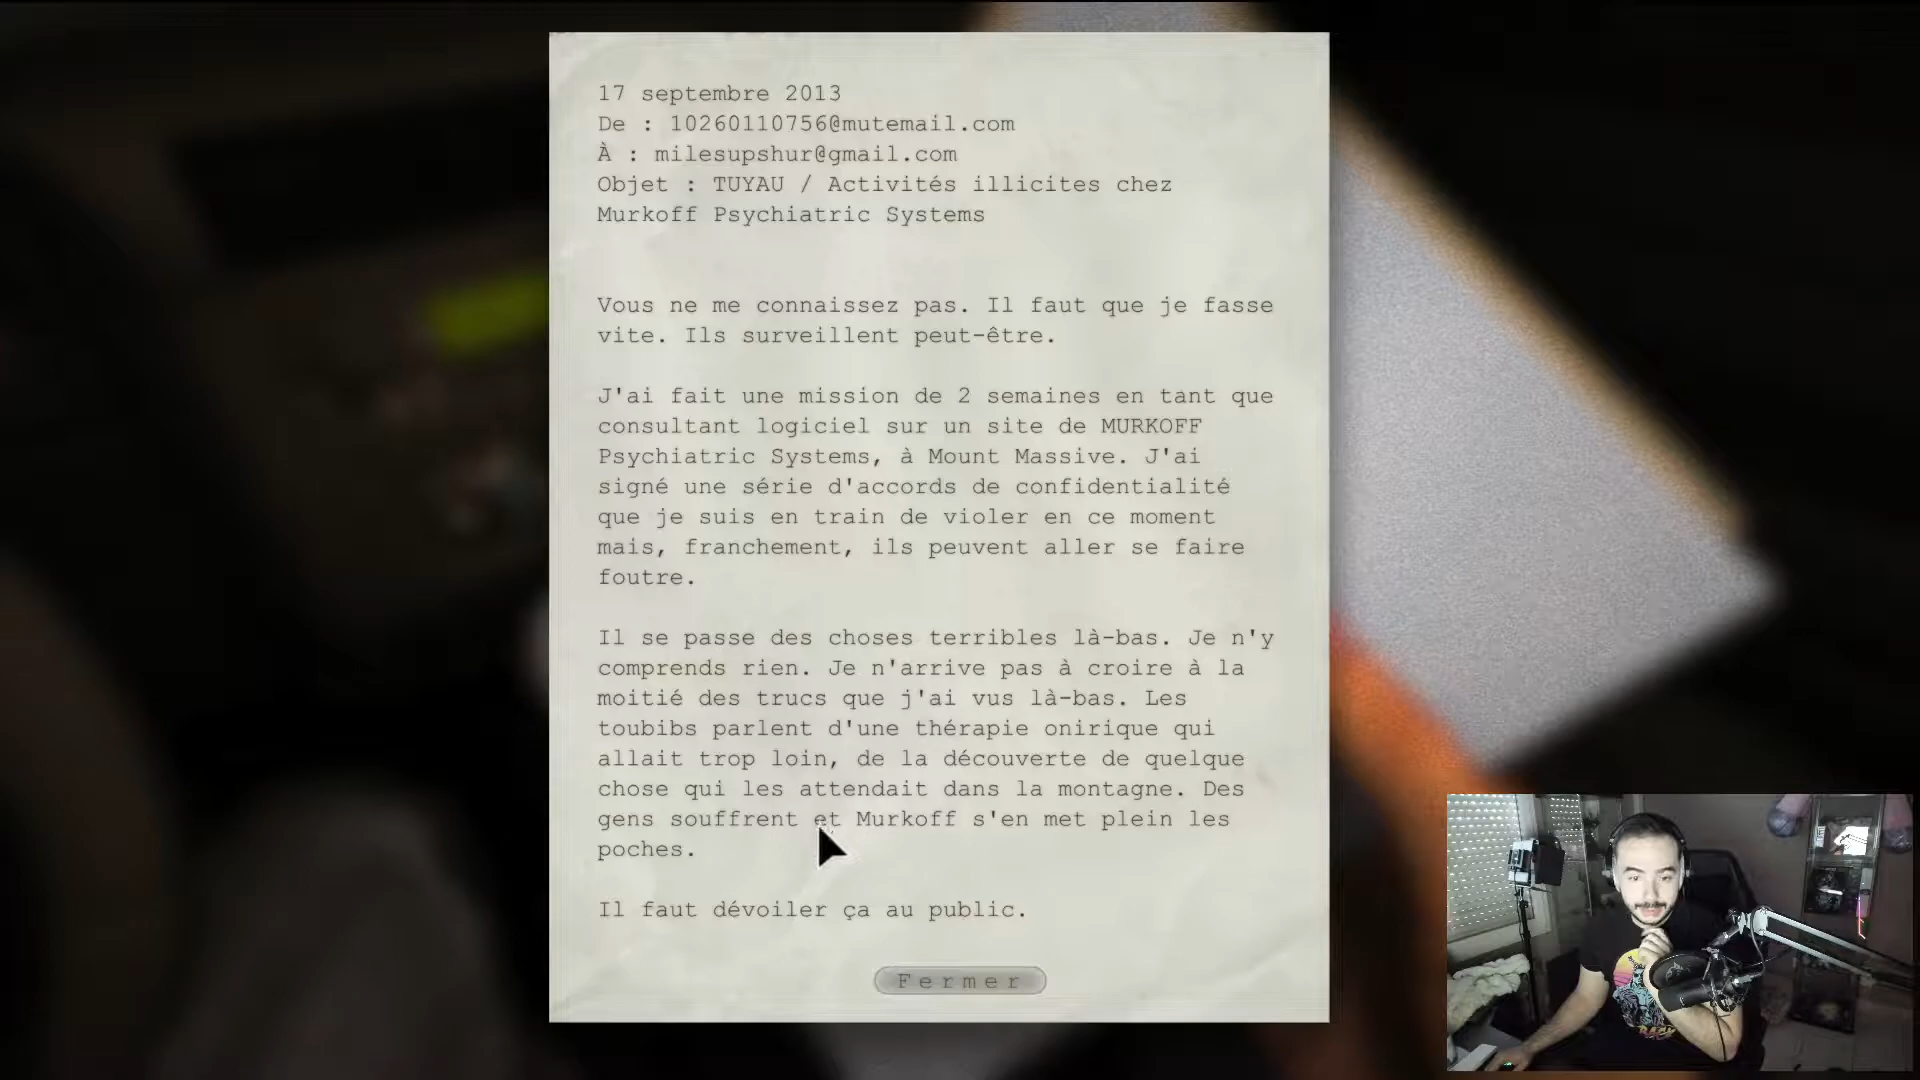 17 septembre 2013
De : 10260110756@mutemail.com
À : milesupshur@gmail.com
Objet : TUYAU / Activités illicites chez
Murkoff Psychiatric Systems
Vous ne me connaissez pas. Il faut que je fasse
vite. Ils surveillent peut-être.
J'ai fait une mission de 2 semaines en tant que
consultant logiciel sur un site de MURKOFF
Psychiatric Systems, à Mount Massive. J'ai
signé une série d'accords de confidentialité
que je suis en train de violer en ce moment
mais, franchement, ils peuvent aller se faire
foutre.
Il se passe des choses terribles là-bas. Je n'y
comprends rien. Je n'arrive pas à croire à la
moitié des trucs que j'ai vus là-bas. Les
toubibs parlent d'une thérapie onirique qui
allait trop loin, de la découverte de quelque
chose qui les attendait dans la montagne. Des
gens souffrent et Murkoff s'en met plein les
poches.
Il faut dévoiler ça au public.
Fermer